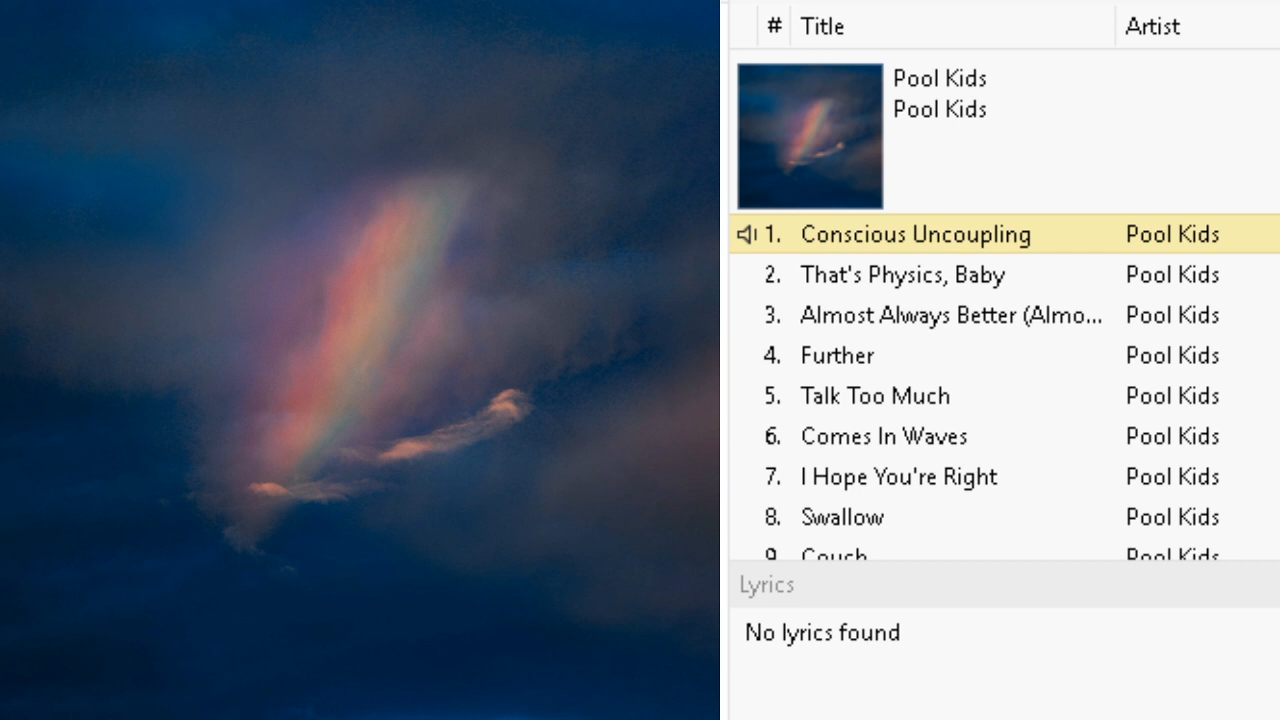 # Title Artist
Pool Kids
Pool Kids
1. Conscious Uncoupling Pool Kids
2. That's Physics, Baby Pool Kids
3. Almost Always Better (Almo... Pool Kids
4. Further Pool Kids
5. Talk Too Much Pool Kids
6. Comes In Waves Pool Kids
7. I Hope You're Right Pool Kids
8. Swallow Pool Kids
9. Couch Pool Kids
Lyrics
No lyrics found